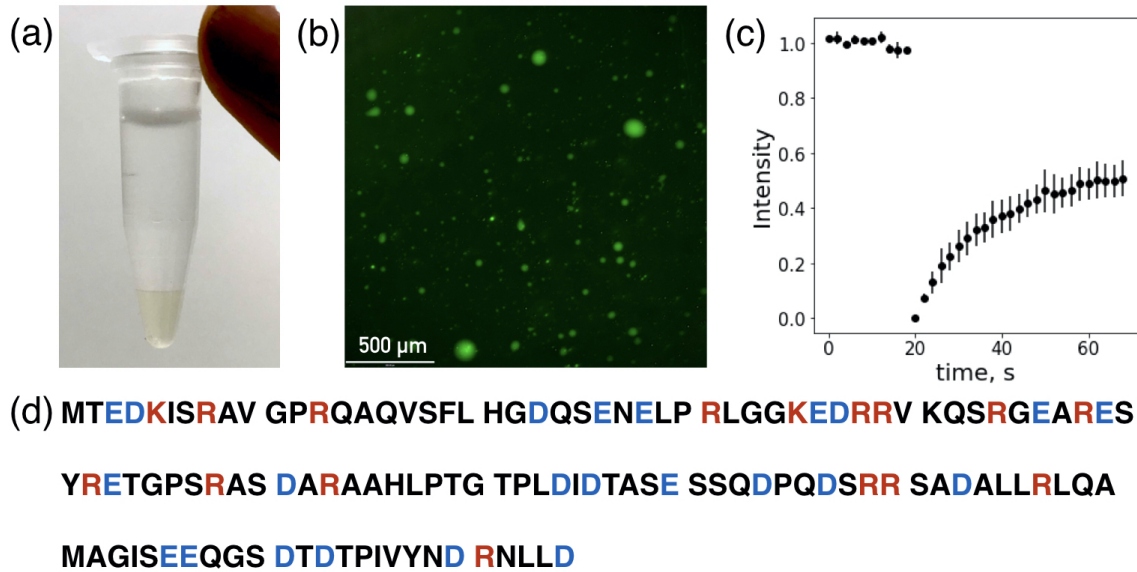 (a)
(b)
500 µm
(c)
Intensity
1.0
0.8
0.6
0.4
0.2
0.0
0 20 40 60
time, s
(d) MTEDKISRAV GPRQAQVSFL HGDQSENELP RLGGKEDRRV KQSRGEARES
YRETGPSRAS DARAAHLPTG TPLDIDTASE SSQDPQDSRR SADALLRLQA
MAGISEEQGS DTDTPIVYND RNLLD